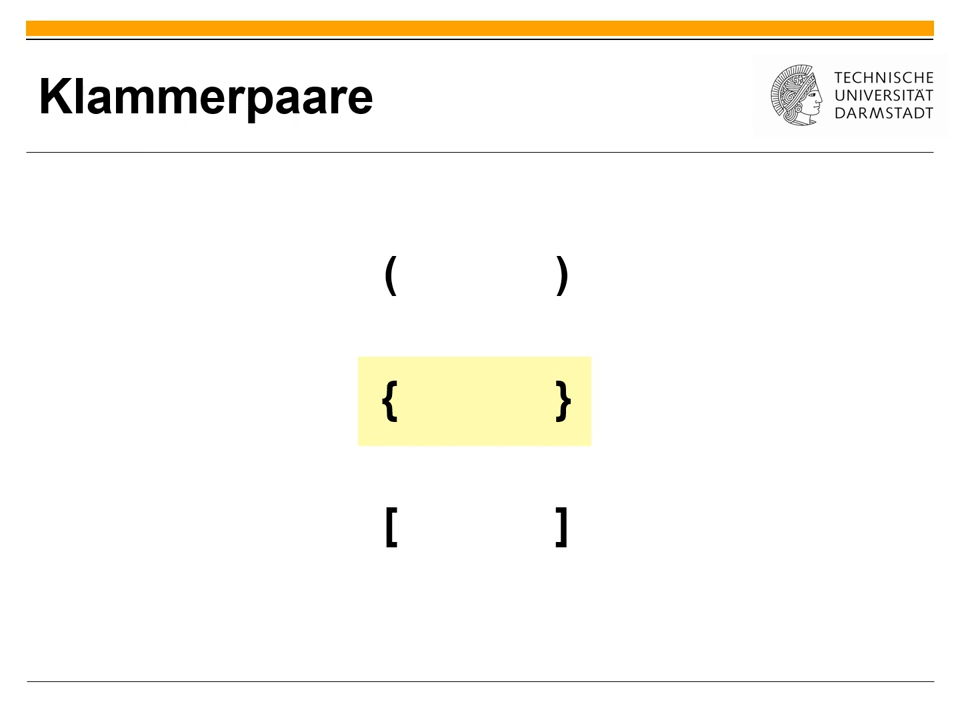 Klammerpaare
TECHNISCHE
UNIVERSITÄT
DARMSTADT
( )
{ }
[ ]